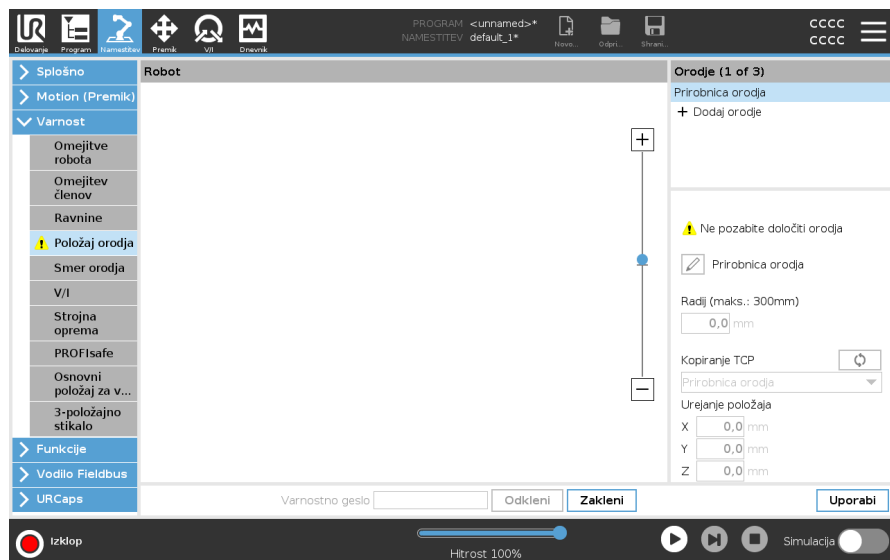 PROGRAM <unnamed>*
NAMESTITEV default_1*
Delovanje Program Namestitev Premik V/I Dnevnik Novo... Odpri... Shrani...
CCCC
CCCC
Splošno
Motion (Premik)
Varnost
Omejitve robota
Omejitev členov
Ravnine
Položaj orodja
Smer orodja
V/I
Strojna oprema
PROFIsafe
Osnovni položaj za v...
3-položajno stikalo
Funkcije
Vodilo Fieldbus
URCaps
Robot
Orodje (1 of 3)
Prirobnica orodja
+ Dodaj orodje
Ne pozabite določiti orodja
Prirobnica orodja
Radij (maks.: 300mm)
0,0 mm
Kopiranje TCP
Prirobnica orodja
Urejanje položaja
X 0,0 mm
Y 0,0 mm
Z 0,0 mm
Varnostno geslo Odkleni Zakleni Uporabi
Izklop
Hitrost 100%
Simulacija